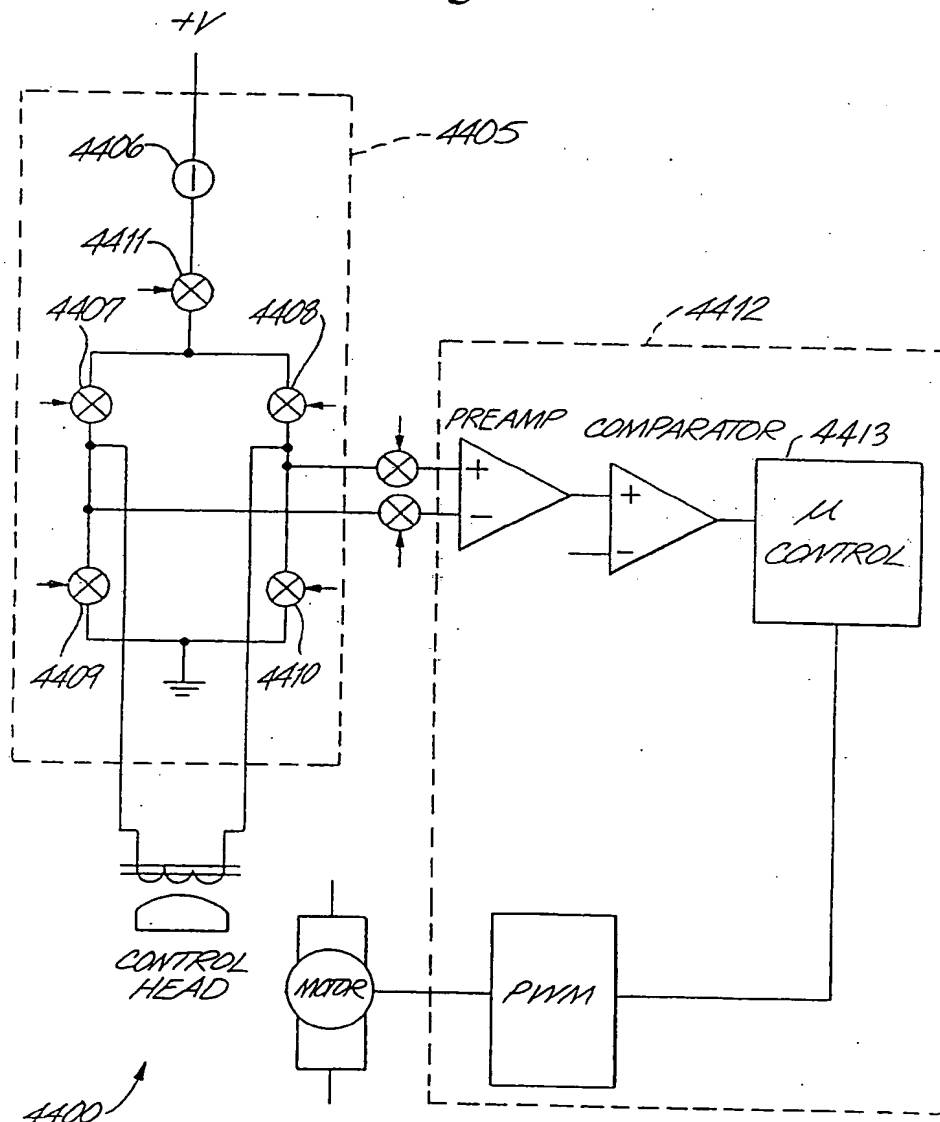 +V
4406
4405
4411
4407
4408
4412
PREAMP
COMPARATOR
4413
+
−
+
−
μ
CONTROL
4409
4410
CONTROL
HEAD
MOTOR
PWM
4400